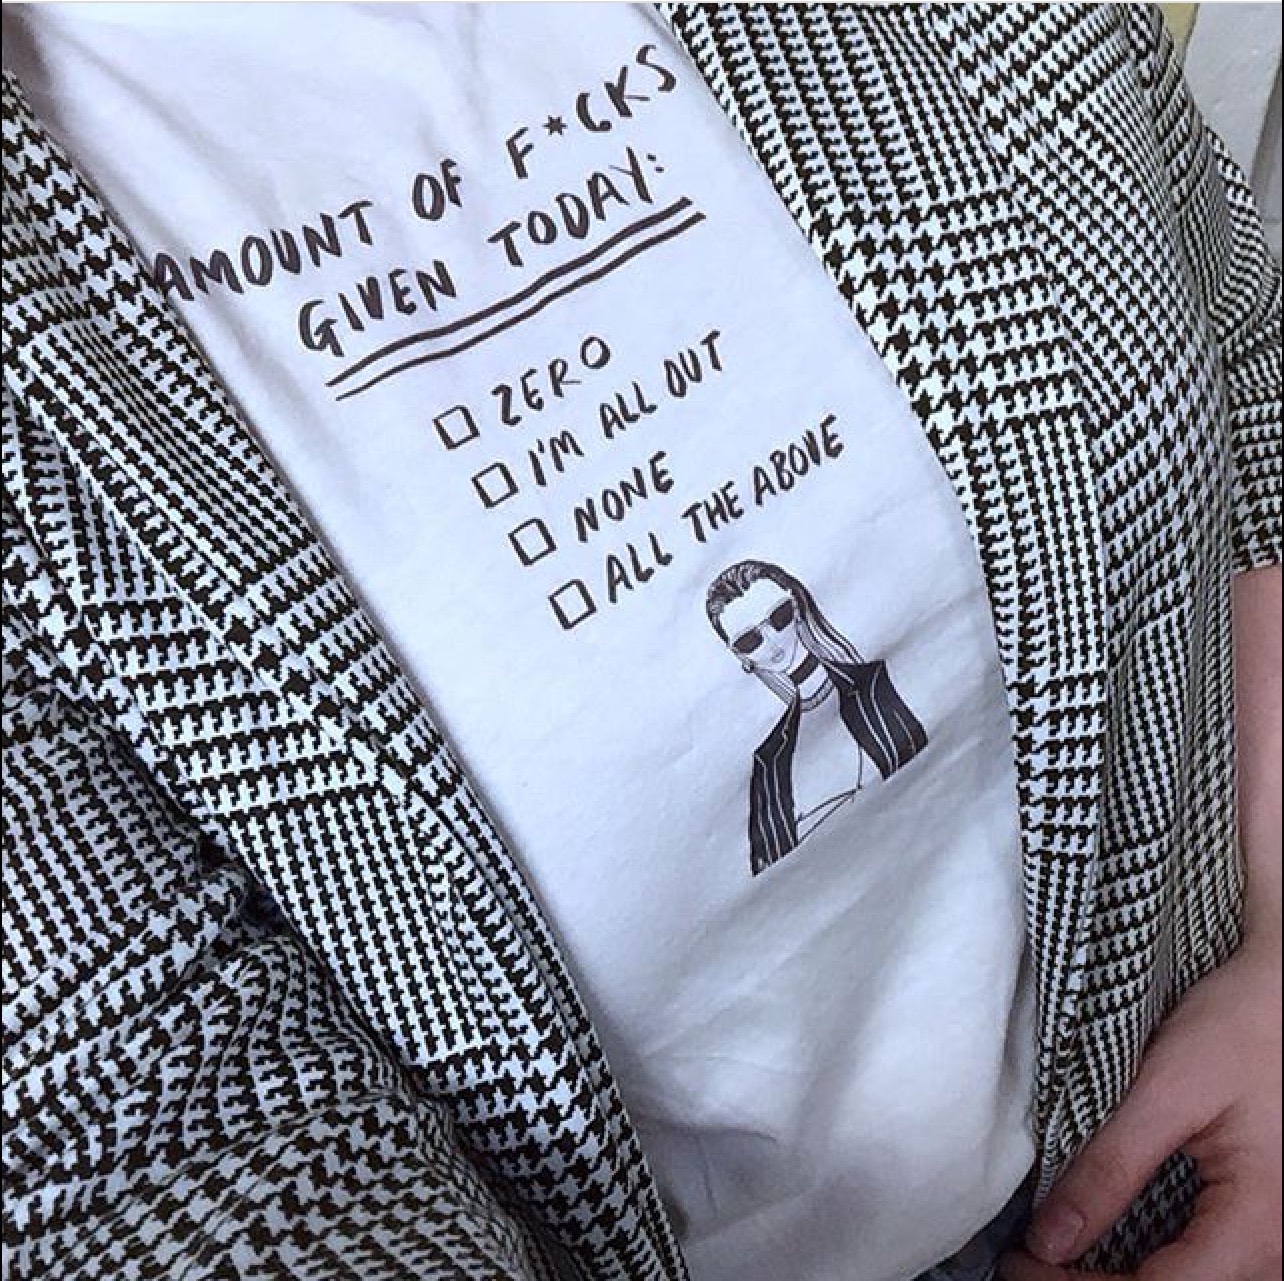 AMOUNT OF F*CKS
GIVEN TODAY:
ZERO
I'M ALL OUT
NONE
ALL THE ABOVE